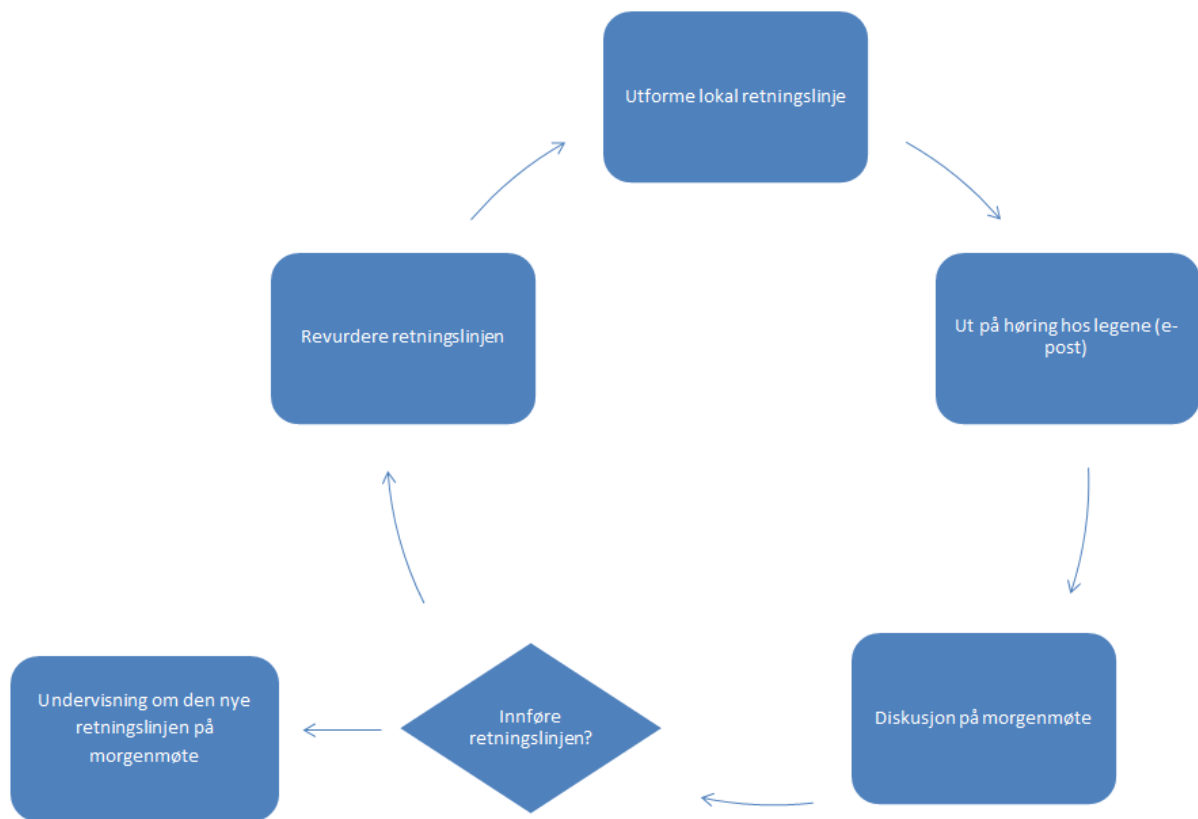 Utforme lokal retningslinje
Ut på høring hos legene (e-
post)
Revurdere retningslinjen
Diskusjon på morgenmøte
Innføre
retningslinjen?
Undervisning om den nye
retningslinjen på
morgenmøte